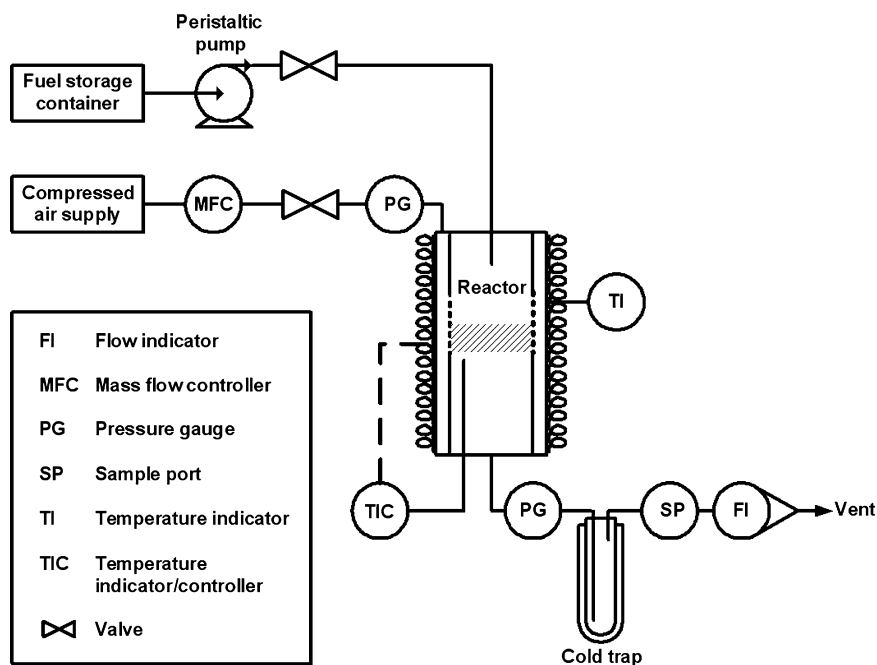 Peristaltic
pump
Fuel storage
container
Compressed
air supply
MFC
PG
Reactor
TI
FI Flow indicator
MFC Mass flow controller
PG Pressure gauge
SP Sample port
TI Temperature indicator
TIC Temperature
indicator/controller
Valve
TIC
PG
SP
FI
Vent
Cold trap